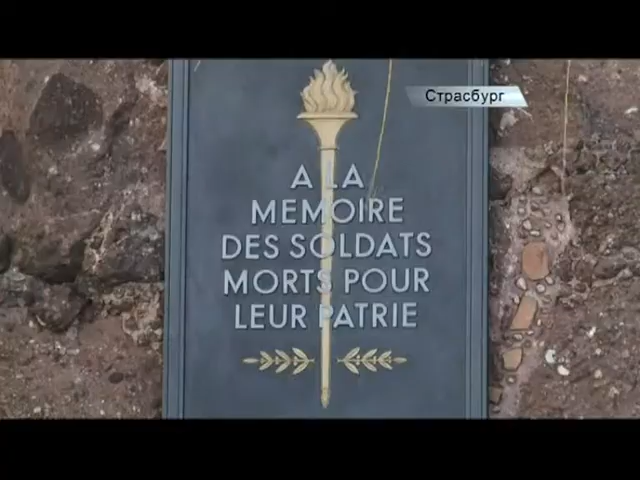 Страсбург
A LA
MEMOIRE
DES SOLDATS
MORTS POUR
LEUR PATRIE